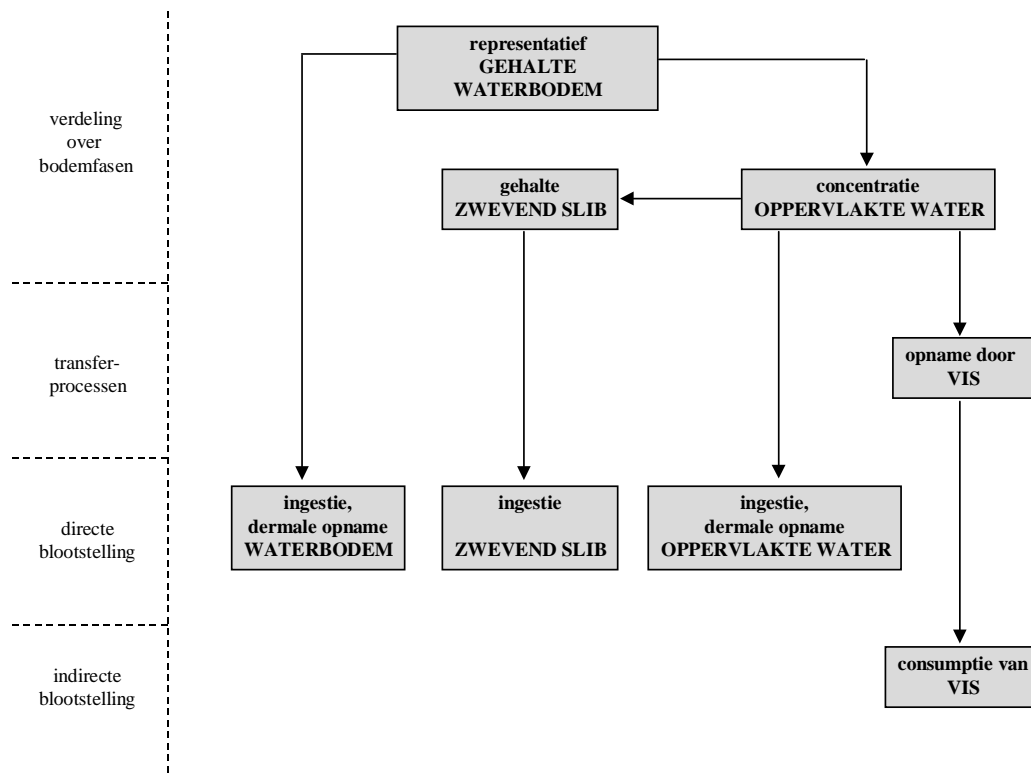 representatief
GEHALTE
WATERBODEM
verdeling
over
bodemfasen
gehalte
ZWEVEND SLIB
concentratie
OPPERVLAKTE WATER
transfer-
processen
opname door
VIS
directe
blootstelling
ingestie,
dermale opname
WATERBODEM
ingestie
ZWEVEND SLIB
ingestie,
dermale opname
OPPERVLAKTE WATER
indirecte
blootstelling
consumptie van
VIS